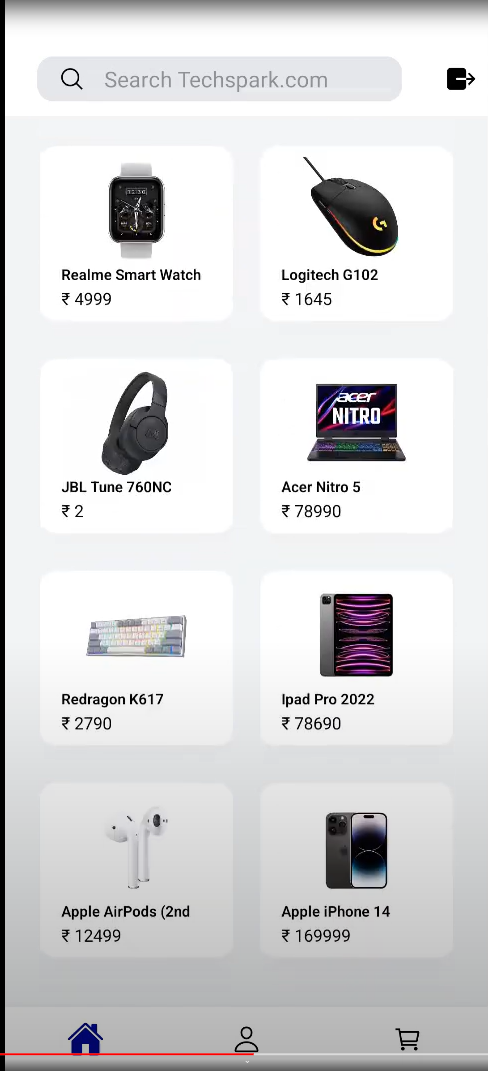 Search Techspark.com
Realme Smart Watch
₹ 4999
Logitech G102
₹ 1645
JBL Tune 760NC
₹ 2
acer
NITRO
Acer Nitro 5
₹ 78990
Redragon K617
₹ 2790
Ipad Pro 2022
₹ 78690
Apple AirPods (2nd
₹ 12499
Apple iPhone 14
₹ 169999